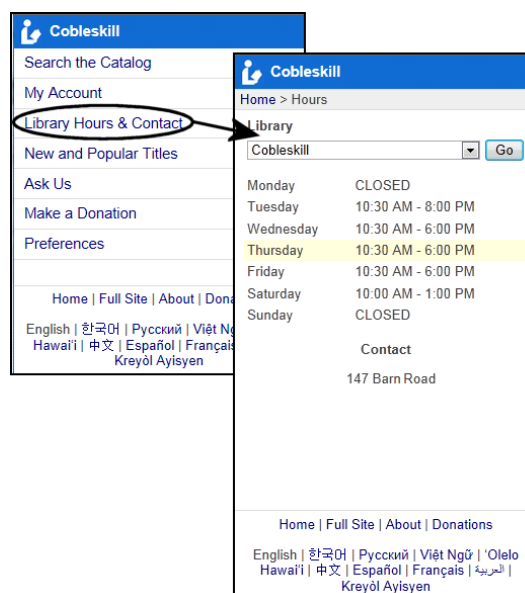 Cobleskill
Search the Catalog
My Account
Library Hours & Contact
New and Popular Titles
Ask Us
Make a Donation
Preferences
Home | Full Site | About | Dona
English | 한국어 | Русский | Việt Ng
Hawai'i | 中文 | Español | Français
Kreyòl Ayisyen
Cobleskill
Home > Hours
Library
Cobleskill Go
Monday CLOSED
Tuesday 10:30 AM - 8:00 PM
Wednesday 10:30 AM - 6:00 PM
Thursday 10:30 AM - 6:00 PM
Friday 10:30 AM - 6:00 PM
Saturday 10:00 AM - 1:00 PM
Sunday CLOSED
Contact
147 Barn Road
Home | Full Site | About | Donations
English | 한국어 | Русский | Việt Ngữ | 'Olelo
Hawai'i | 中文 | Español | Français | العربية |
Kreyòl Ayisyen